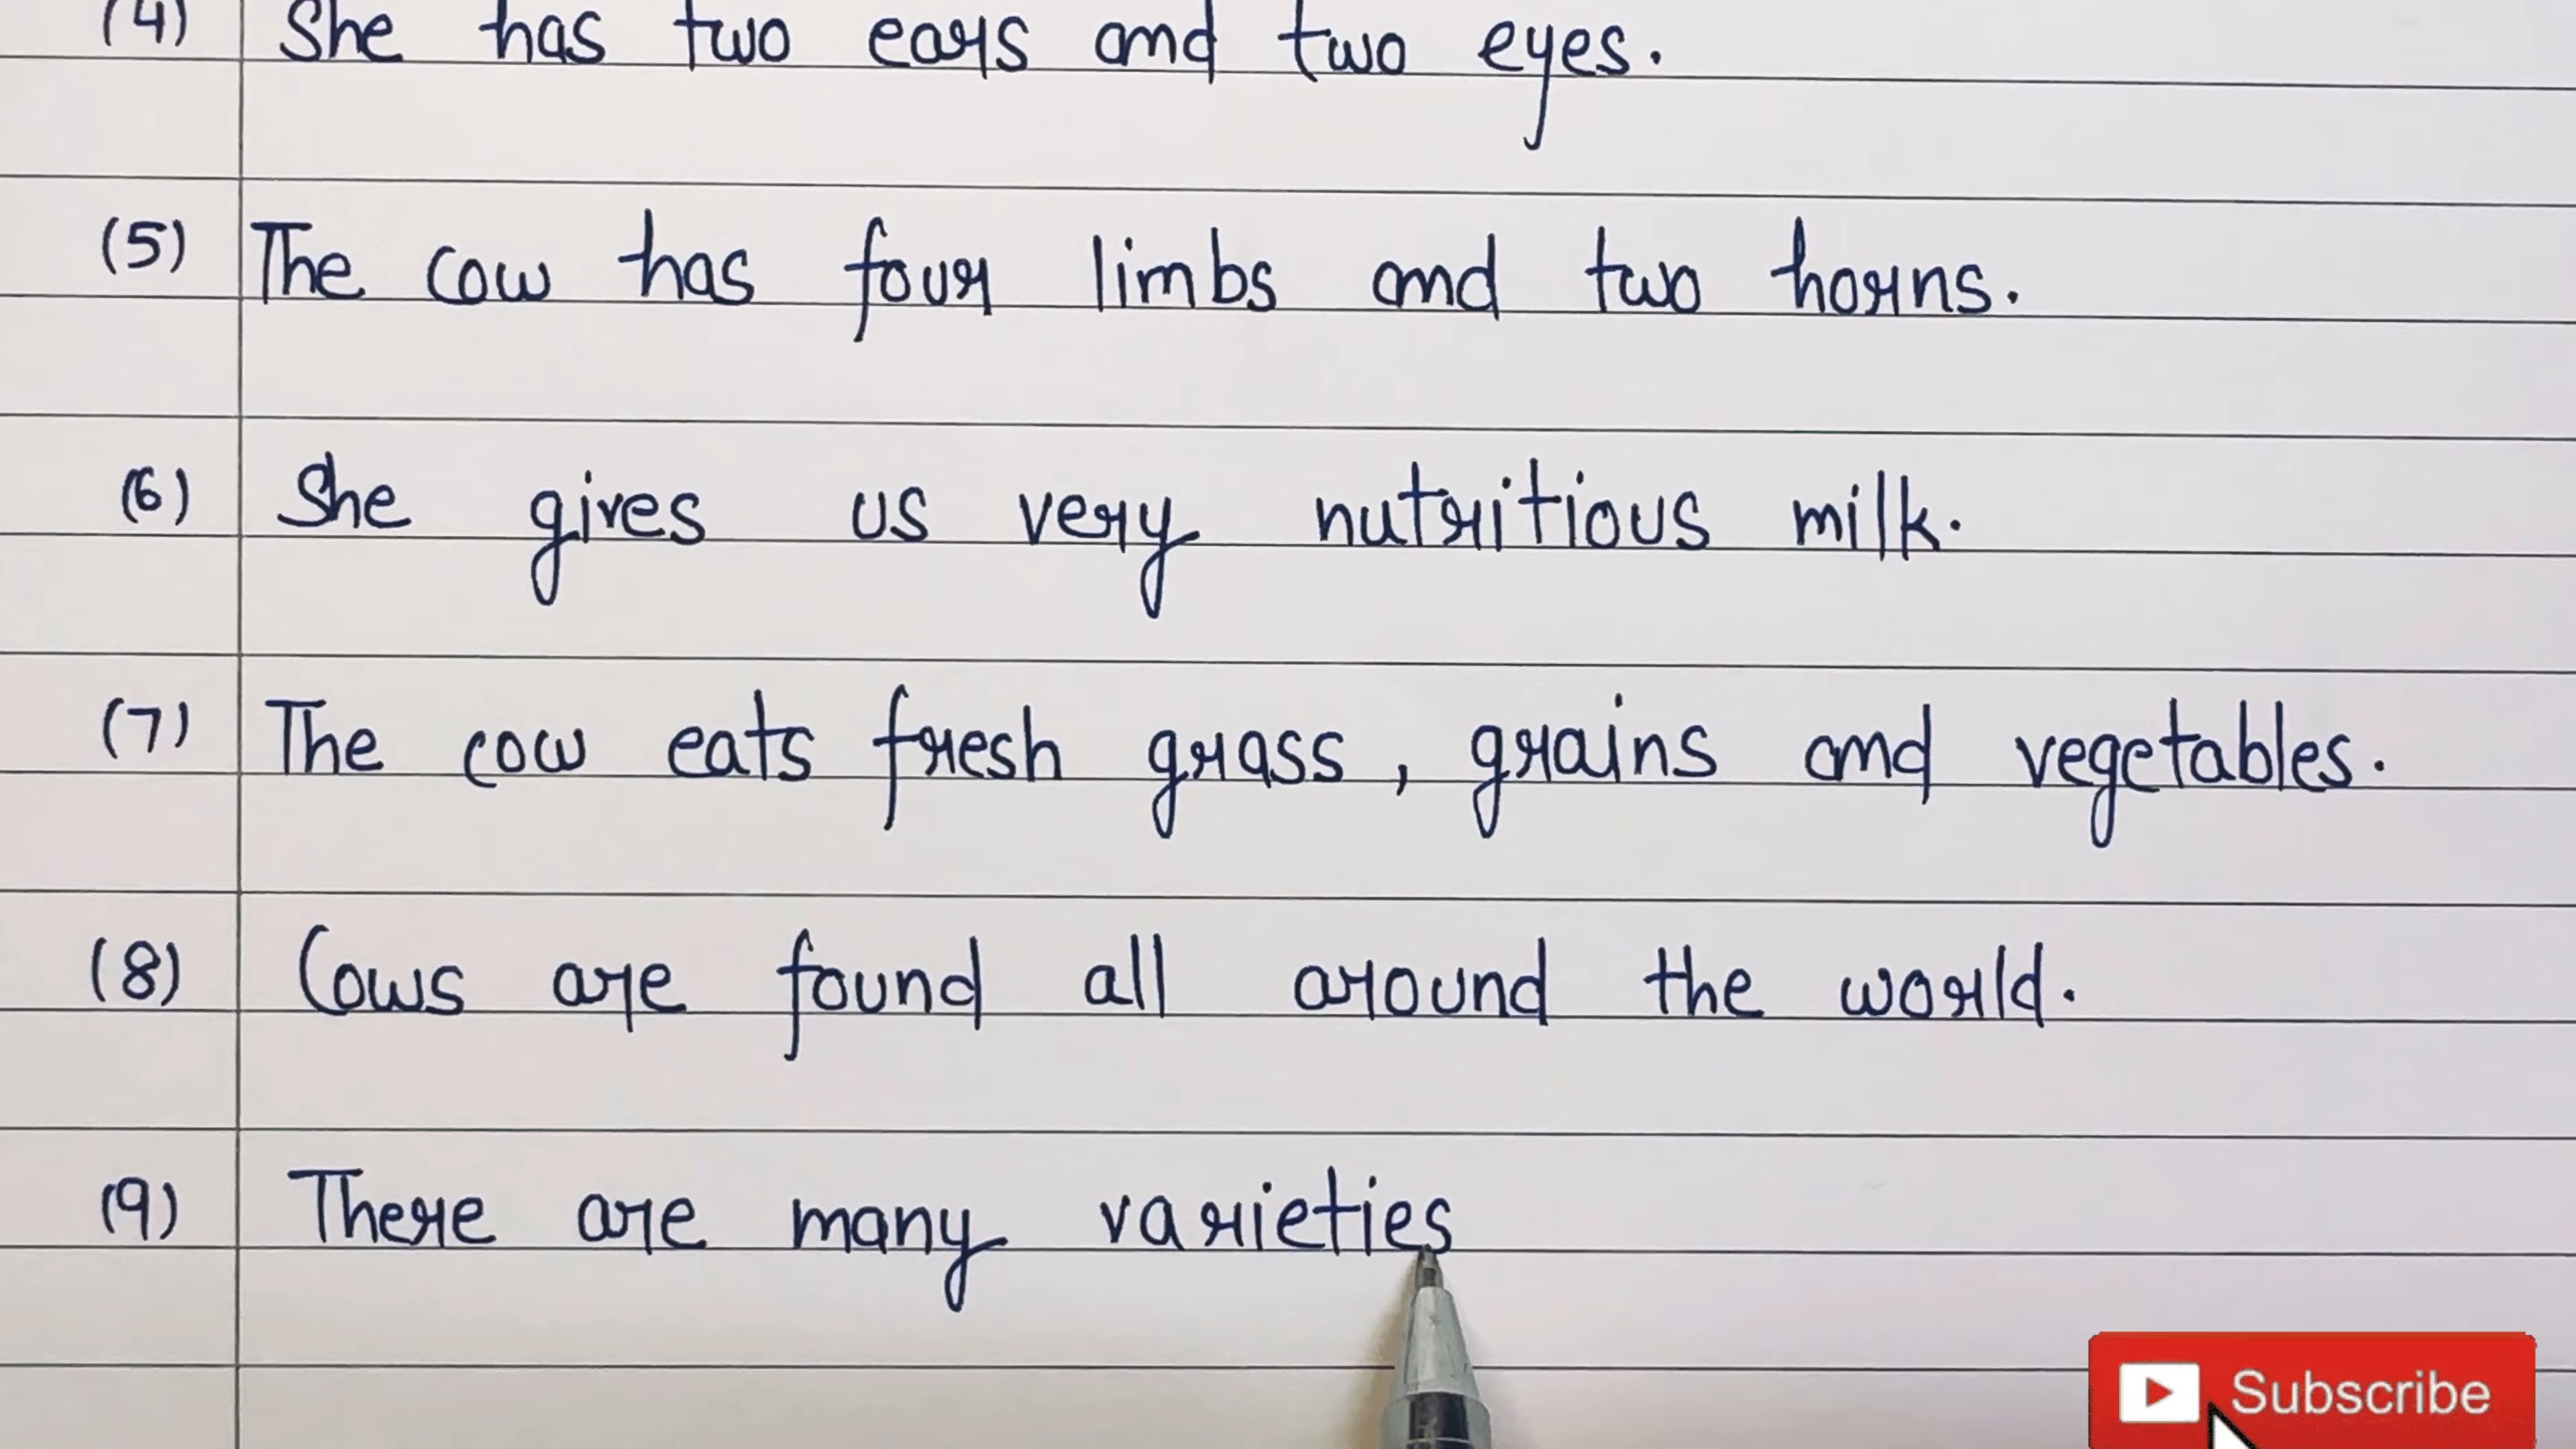 (4) She has two ears and two eyes.
(5) The cow has four limbs and two horns.
(6) She gives us very nutritious milk.
(7) The cow eats fresh grass, grains and vegetables.
(8) Cows are found all around the world.
(9) There are many varieties
Subscribe